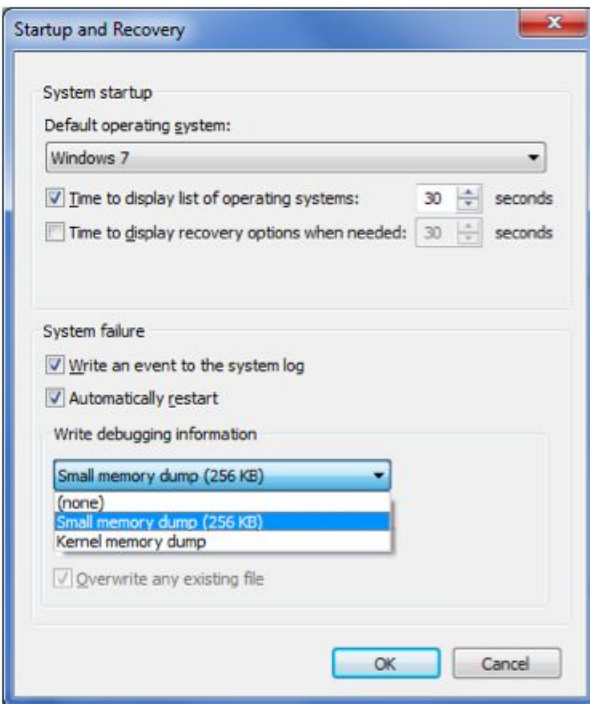 Startup and Recovery
System startup
Default operating system:
Windows 7
Time to display list of operating systems: 30 seconds
Time to display recovery options when needed: 30 seconds
System failure
Write an event to the system log
Automatically restart
Write debugging information
Small memory dump (256 KB)
(none)
Small memory dump (256 KB)
Kernel memory dump
Overwrite any existing file
OK Cancel